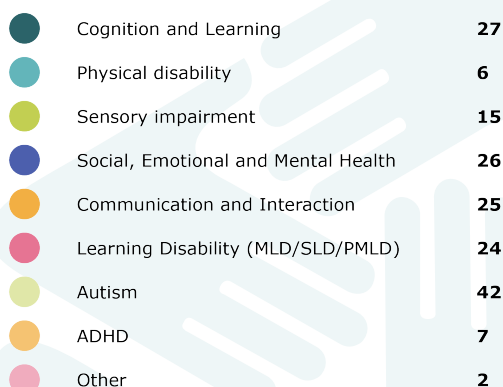 Cognition and Learning 27
Physical disability 6
Sensory impairment 15
Social, Emotional and Mental Health 26
Communication and Interaction 25
Learning Disability (MLD/SLD/PMLD) 24
Autism 42
ADHD 7
Other 2